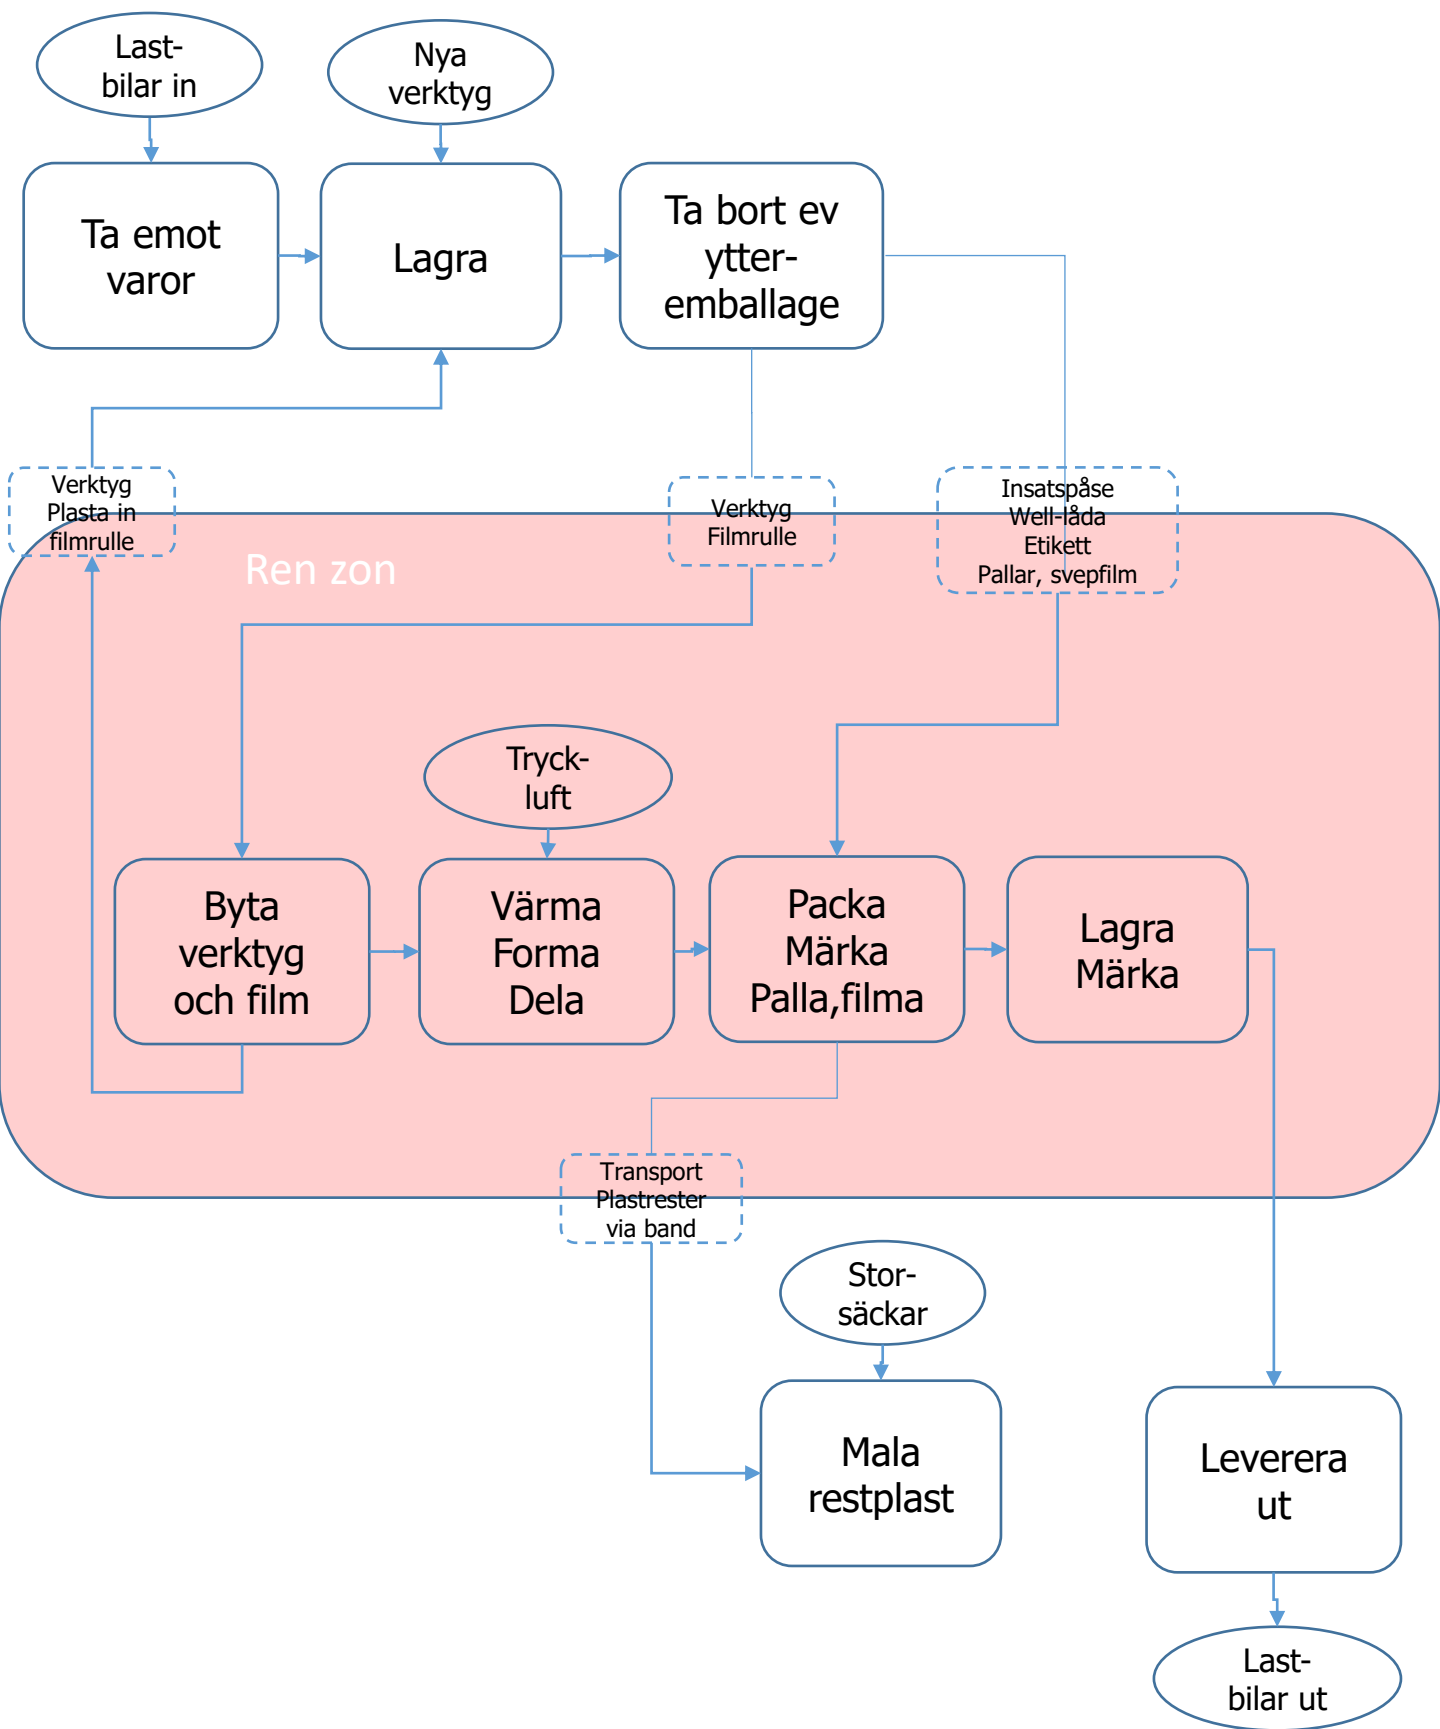 Last-
bilar in
Nya
verktyg
Ta emot
varor
Lagra
Ta bort ev
ytter-
emballage
Verktyg
Plasta in
filmrulle
Verktyg
Filmrulle
Insatspåse
Well-låda
Etikett
Pallar, svepfilm
Ren zon
Tryck-
luft
Byta
verktyg
och film
Värma
Forma
Dela
Packa
Märka
Palla,filma
Lagra
Märka
Transport
Plastrester
via band
Stor-
säckar
Mala
restplast
Leverera
ut
Last-
bilar ut